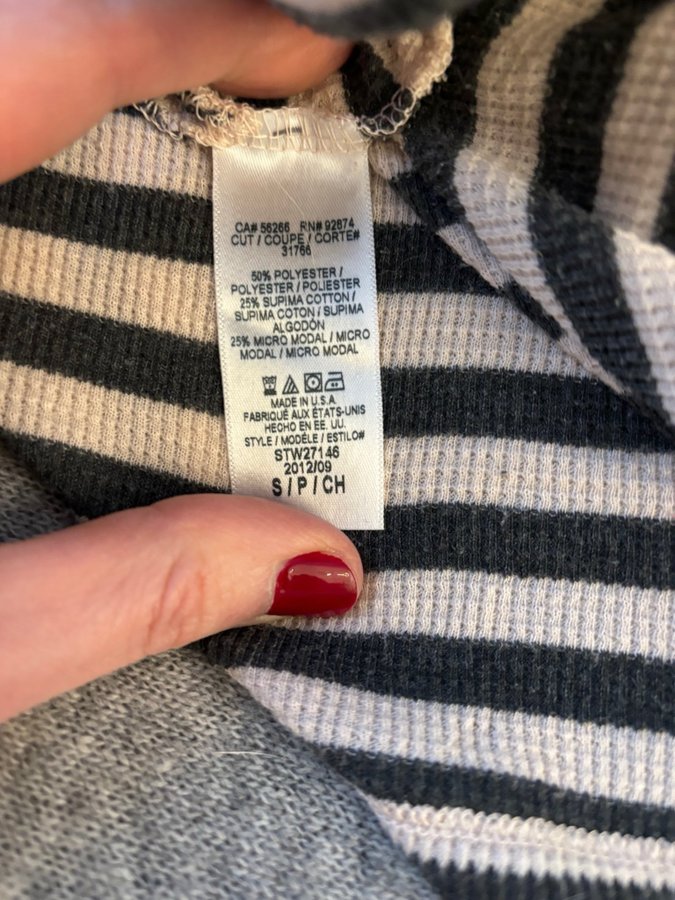 CA# 56266 RN# 92874
CUT / COUPE / CORTE#
31766
50% POLYESTER /
POLYESTER / POLIESTER
25% SUPIMA COTTON /
SUPIMA COTON / SUPIMA
ALGODÓN
25% MICRO MODAL / MICRO
MODAL / MICRO MODAL
MADE IN U.S.A.
FABRIQUÉ AUX ÉTATS-UNIS
HECHO EN EE. UU.
STYLE / MODÈLE / ESTILO#
STW27146
2012/09
S / P / CH